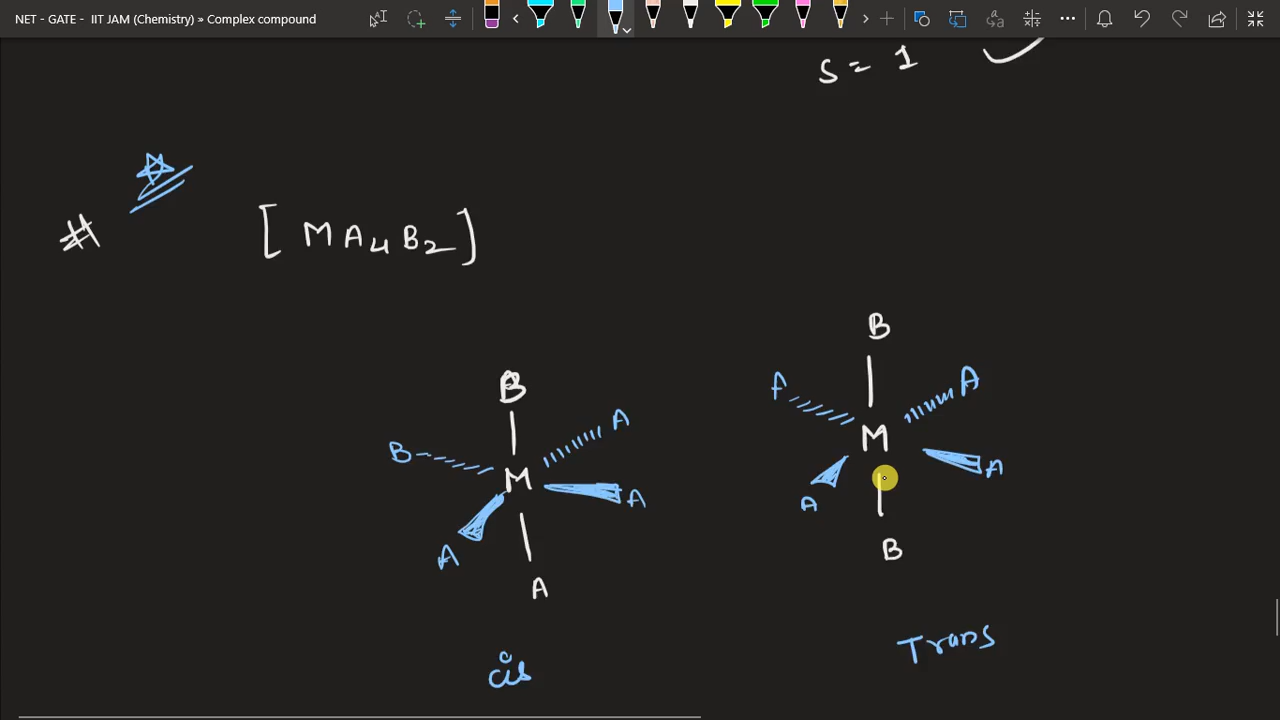 NET - GATE - IIT JAM (Chemistry) » Complex compound
S = 1
# [MA4B2]
B
B A
M
A A
A
cis
B
A A
M
A A
B
Trans